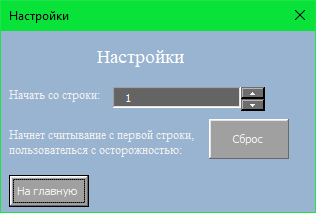 Настройки
Настройки
Начать со строки:
1
Начнет считывание с первой строки,
пользоваться с осторожностью:
Сброс
На главную